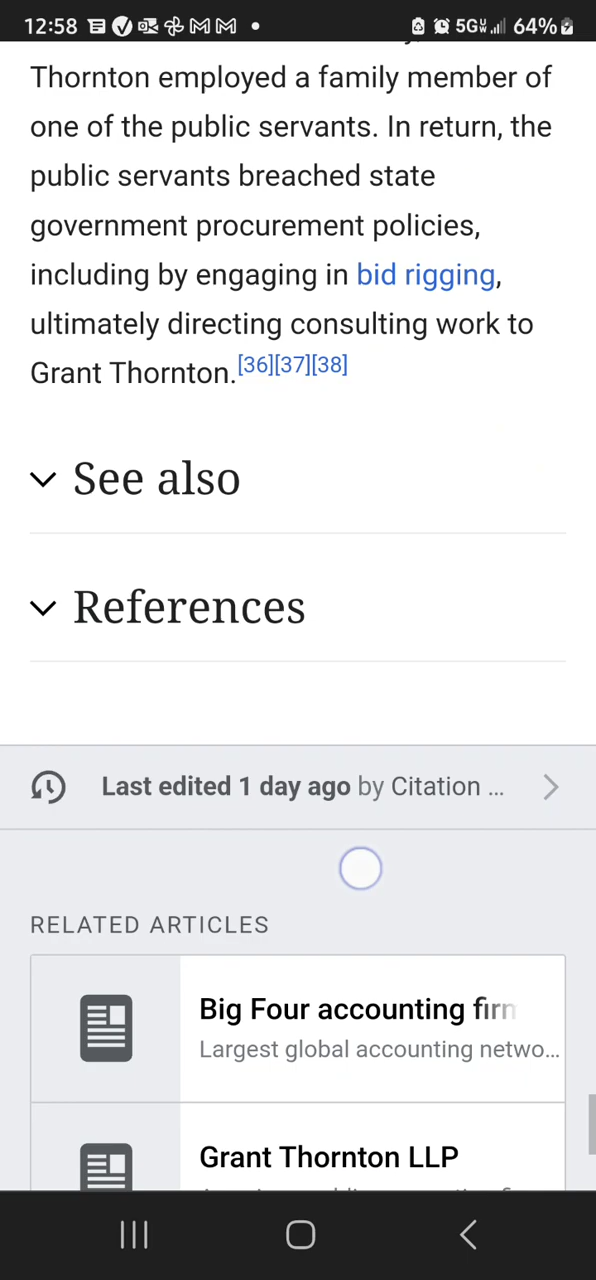 12:58 5G 64%
Thornton employed a family member of
one of the public servants. In return, the
public servants breached state
government procurement policies,
including by engaging in bid rigging,
ultimately directing consulting work to
Grant Thornton.[36][37][38]
See also
References
Last edited 1 day ago by Citation ...
RELATED ARTICLES
Big Four accounting firm
Largest global accounting netwo...
Grant Thornton LLP